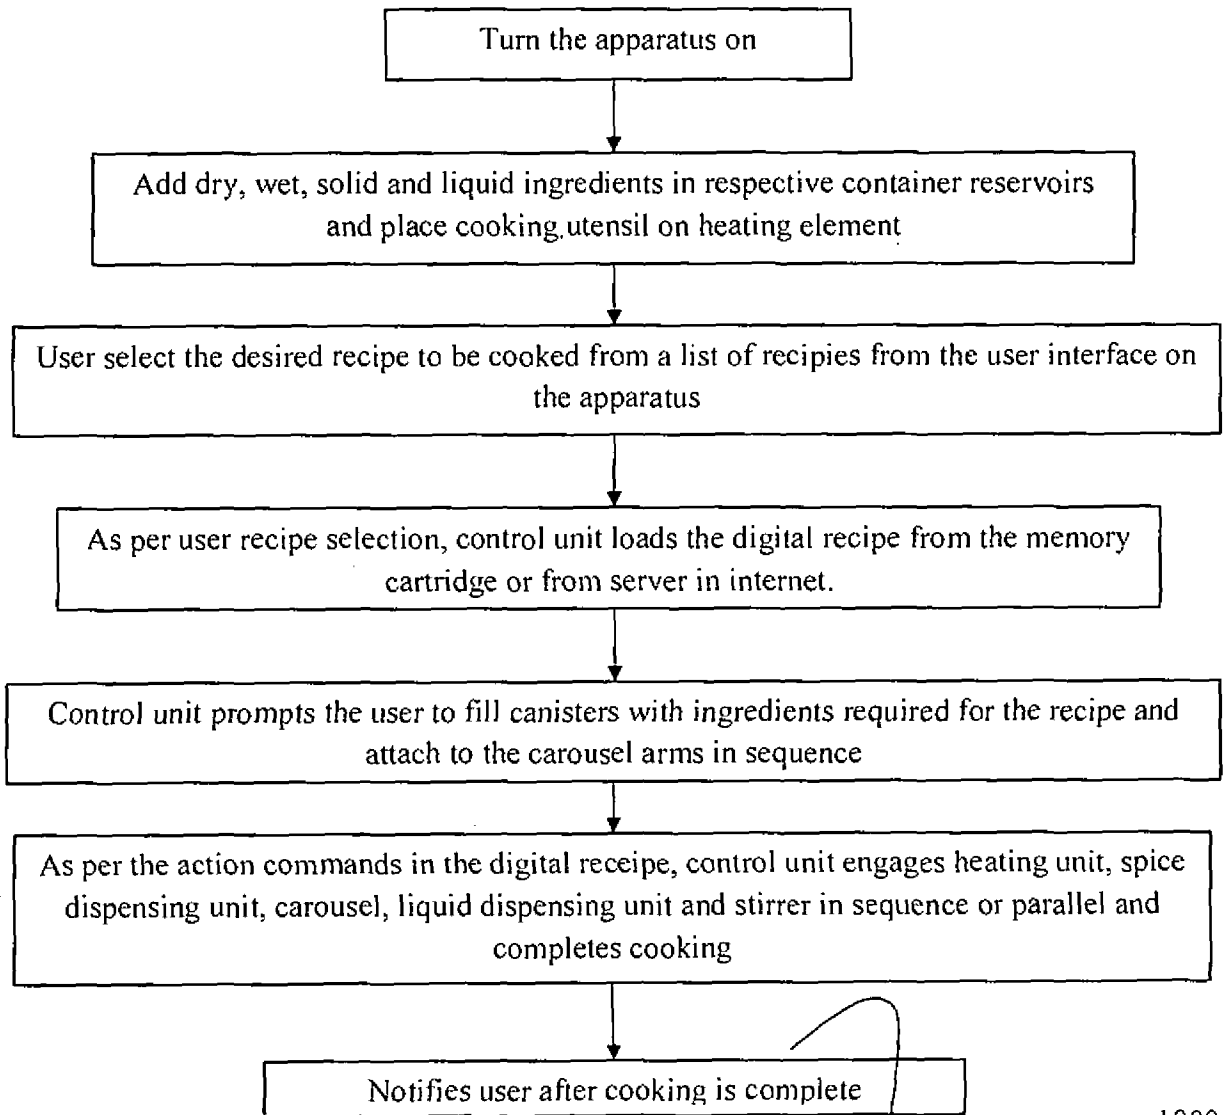 Turn the apparatus on
Add dry, wet, solid and liquid ingredients in respective container reservoirs
and place cooking utensil on heating element
User select the desired recipe to be cooked from a list of recipies from the user interface on
the apparatus
As per user recipe selection, control unit loads the digital recipe from the memory
cartridge or from server in internet.
Control unit prompts the user to fill canisters with ingredients required for the recipe and
attach to the carousel arms in sequence
As per the action commands in the digital receipe, control unit engages heating unit, spice
dispensing unit, carousel, liquid dispensing unit and stirrer in sequence or parallel and
completes cooking
Notifies user after cooking is complete